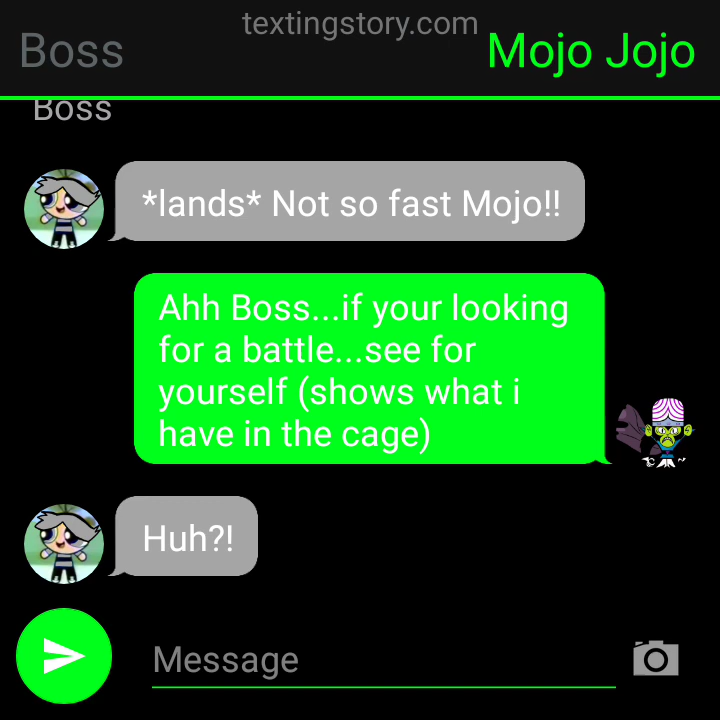 textingstory.com
Boss
Mojo Jojo
Boss
*lands* Not so fast Mojo!!
Ahh Boss...if your looking
for a battle...see for
yourself (shows what i
have in the cage)
Huh?!
Message